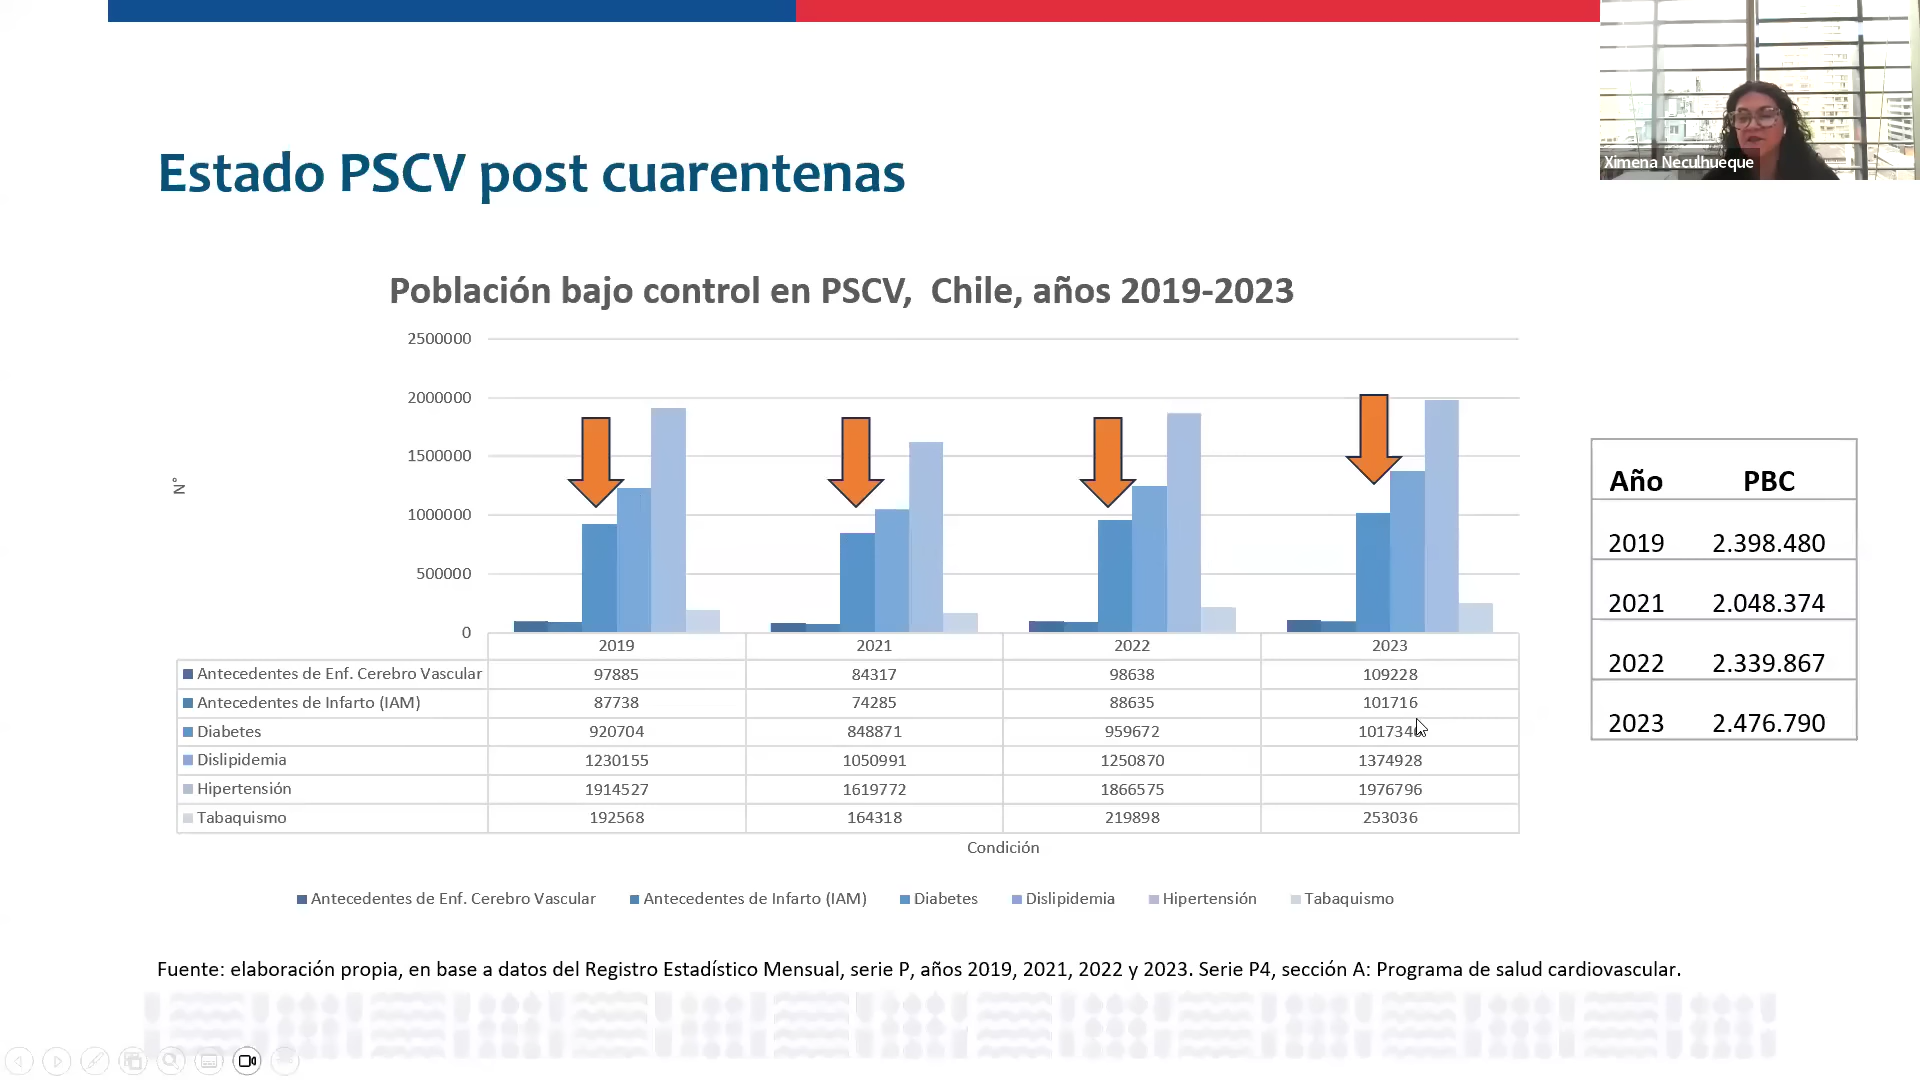 Ximena Neculhueque
Estado PSCV post cuarentenas
Población bajo control en PSCV, Chile, años 2019-2023
2500000
2000000
1500000
1000000
500000
0
N°
2019 2021 2022 2023
Antecedentes de Enf. Cerebro Vascular 97885 84317 98638 109228
Antecedentes de Infarto (IAM) 87738 74285 88635 101716
Diabetes 920704 848871 959672
Dislipidemia 1230155 1050991 1250870 1374928
Hipertensión 1914527 1619772 1866575 1976796
Tabaquismo 192568 164318 219898 253036
Condición
Antecedentes de Enf. Cerebro Vascular Antecedentes de Infarto (IAM) Diabetes Dislipidemia Hipertensión Tabaquismo
Año PBC
2019 2.398.480
2021 2.048.374
2022 2.339.867
2023 2.476.790
Fuente: elaboración propia, en base a datos del Registro Estadístico Mensual, serie P, años 2019, 2021, 2022 y 2023. Serie P4, sección A: Programa de salud cardiovascular.